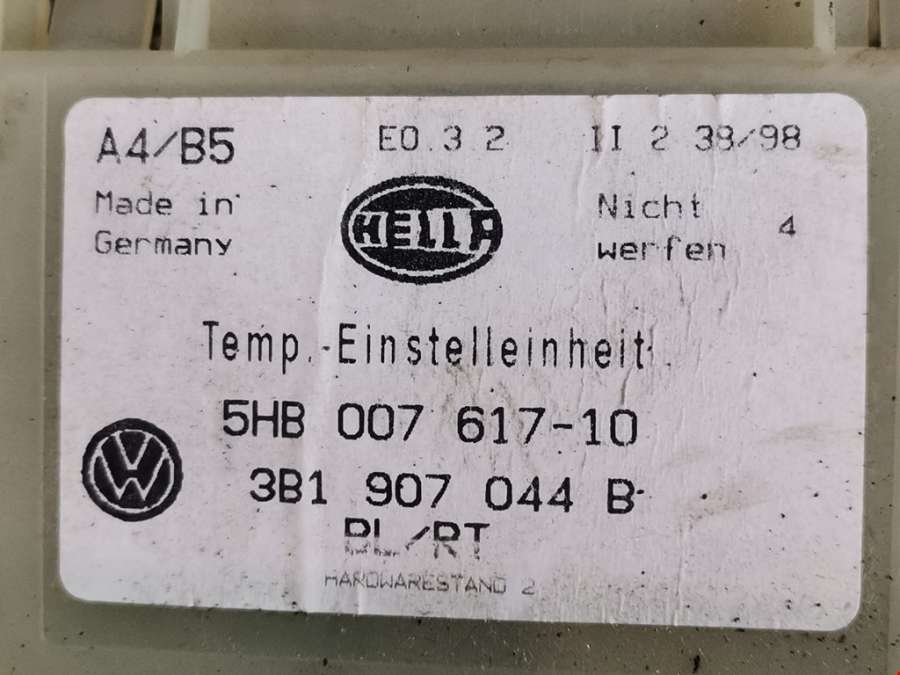 A4/B5 E0.3 2 II 2 38/98
Made in Germany
HELLA
Nicht werfen 4
Temp.-Einstelleinheit
5HB 007 617-10
VW
3B1 907 044 B
BL/RT
HARDWARESTAND 2